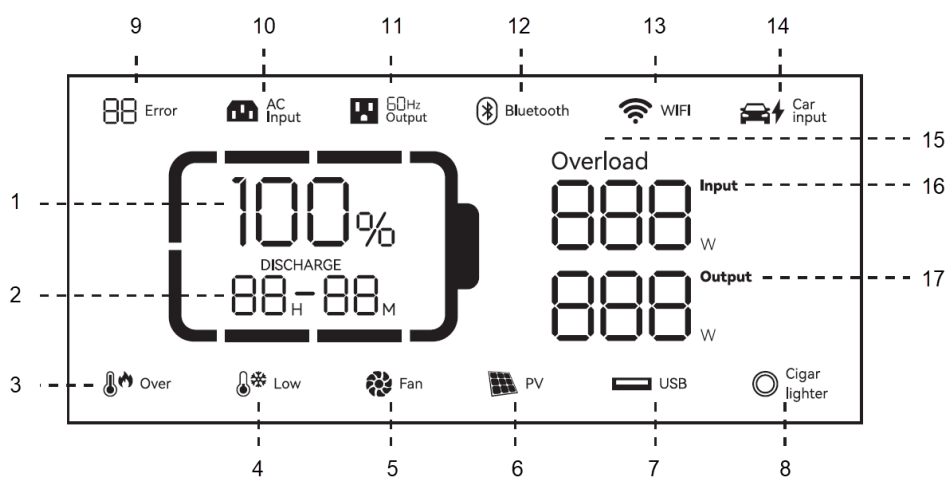 9 10 11 12 13 14
88 Error
AC
Input
60Hz
Output
Bluetooth
WIFI
Car
input
15
Overload
1
100%
888 Input
W
16
DISCHARGE
2
88H-88M
888 Output
W
17
3
Over
Low
Fan
PV
USB
Cigar
lighter
4 5 6 7 8